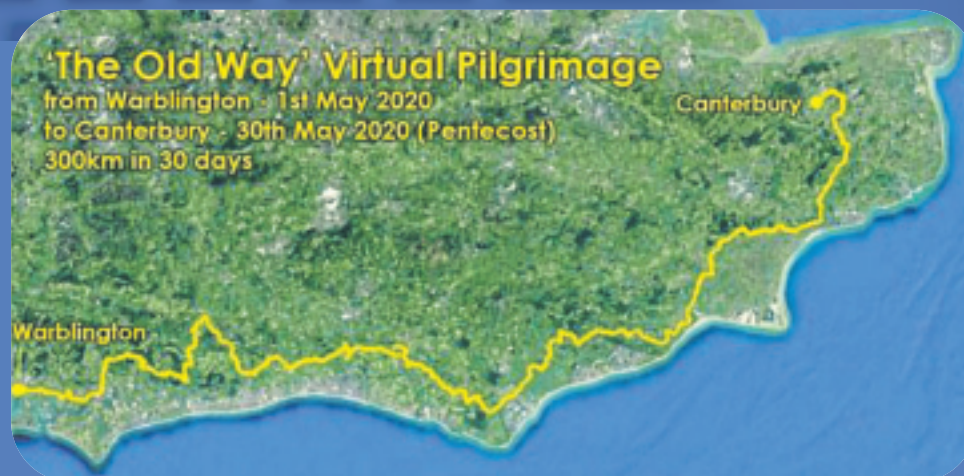 'The Old Way' Virtual Pilgrimage
from Warblington - 1st May 2020
to Canterbury - 30th May 2020 (Pentecost)
300km in 30 days
Canterbury
Warblington